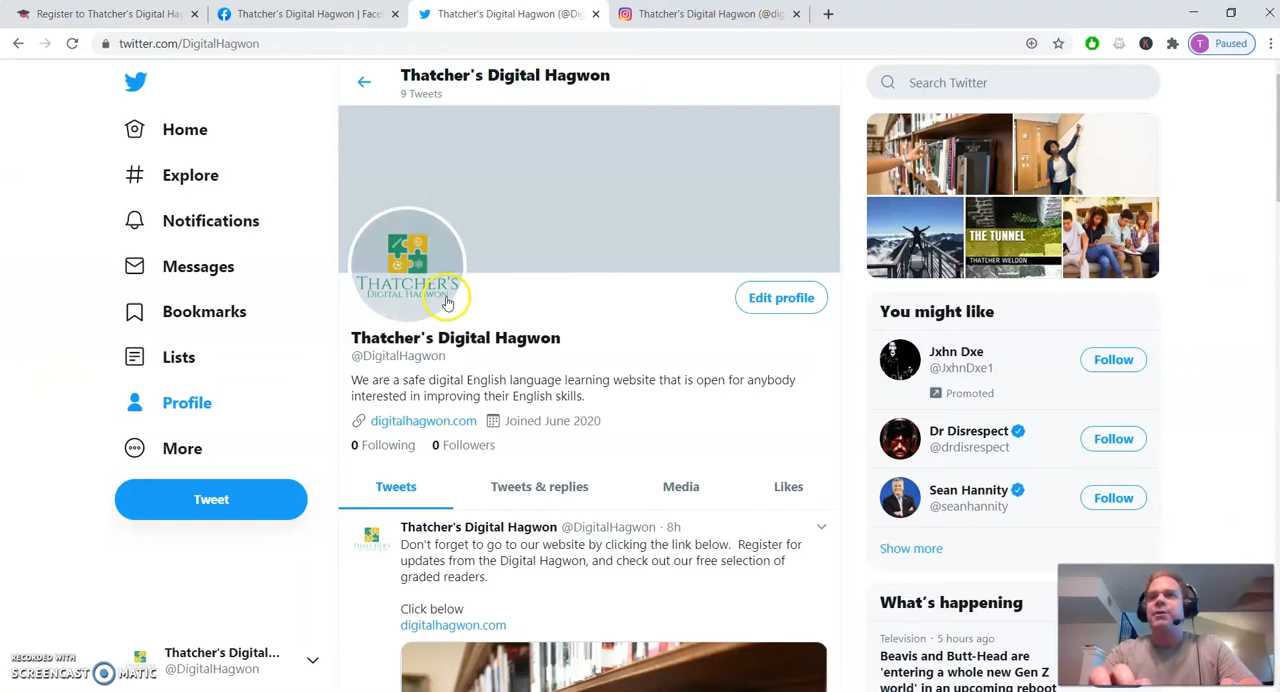 Register to Thatcher's Digital Ha
Thatcher's Digital Hagwon | Face
Thatcher's Digital Hagwon (@Dig
Thatcher's Digital Hagwon (@dig
twitter.com/DigitalHagwon
T Paused
Thatcher's Digital Hagwon
9 Tweets
Search Twitter
Home
Explore
Notifications
Messages
Bookmarks
Lists
Profile
More
Tweet
THATCHER'S
DIGITAL HAGWON
Edit profile
Thatcher's Digital Hagwon
@DigitalHagwon
We are a safe digital English language learning website that is open for anybody
interested in improving their English skills.
digitalhagwon.com Joined June 2020
0 Following 0 Followers
Tweets Tweets & replies Media Likes
Thatcher's Digital Hagwon @DigitalHagwon · 8h
Don't forget to go to our website by clicking the link below. Register for
updates from the Digital Hagwon, and check out our free selection of
graded readers.
Click below
digitalhagwon.com
THE TUNNEL
THATCHER WELDON
You might like
Jxhn Dxe
@JxhnDxe1
Promoted
Follow
Dr Disrespect
@drdisrespect
Follow
Sean Hannity
@seanhannity
Follow
Show more
What's happening
Television · 5 hours ago
Beavis and Butt-Head are
'entering a whole new Gen Z
world' in an upcoming reboot
Thatcher's Digital...
@DigitalHagwon
RECORDED WITH
SCREENCAST MATIC